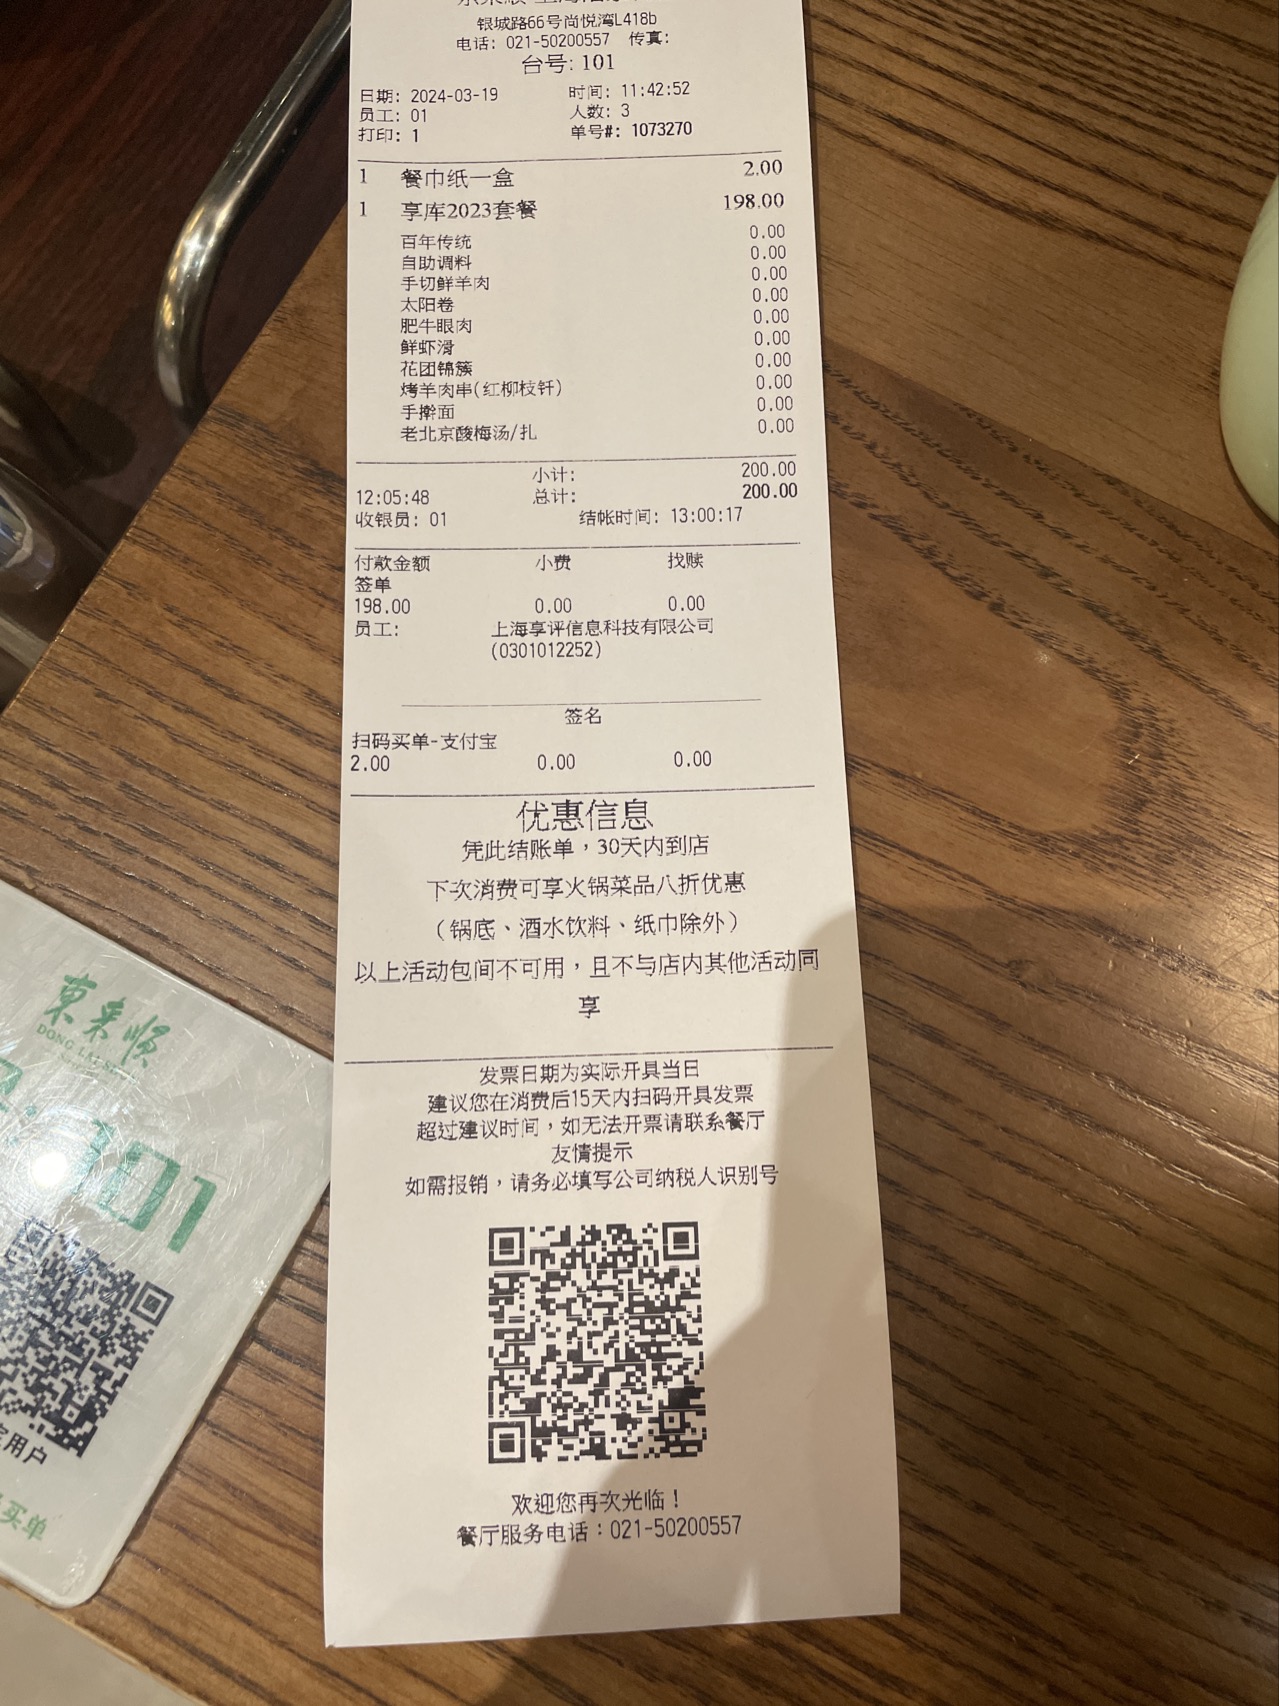 银城路66号尚悦湾L418b
电话: 021-50200557 传真:
台号: 101
日期: 2024-03-19 时间: 11:42:52
员工: 01 人数: 3
打印: 1 单号#: 1073270
1 餐巾纸一盒 2.00
1 享库2023套餐 198.00
百年传统 0.00
自助调料 0.00
手切鲜羊肉 0.00
太阳卷 0.00
肥牛眼肉 0.00
鲜虾滑 0.00
花团锦簇 0.00
烤羊肉串(红柳枝钎) 0.00
手擀面 0.00
老北京酸梅汤/扎 0.00
小计: 200.00
12:05:48 总计: 200.00
收银员: 01 结帐时间: 13:00:17
付款金额 小费 找赎
签单
198.00 0.00 0.00
员工: 上海享评信息科技有限公司
(0301012252)
签名
扫码买单-支付宝
2.00 0.00 0.00
优惠信息
凭此结账单，30天内到店
下次消费可享火锅菜品八折优惠
（锅底、酒水饮料、纸巾除外）
以上活动包间不可用，且不与店内其他活动同
享
发票日期为实际开具当日
建议您在消费后15天内扫码开具发票
超过建议时间，如无法开票请联系餐厅
友情提示
如需报销，请务必填写公司纳税人识别号
欢迎您再次光临！
餐厅服务电话：021-50200557
東来順
DONG LAI SHUN
101
用户
买单